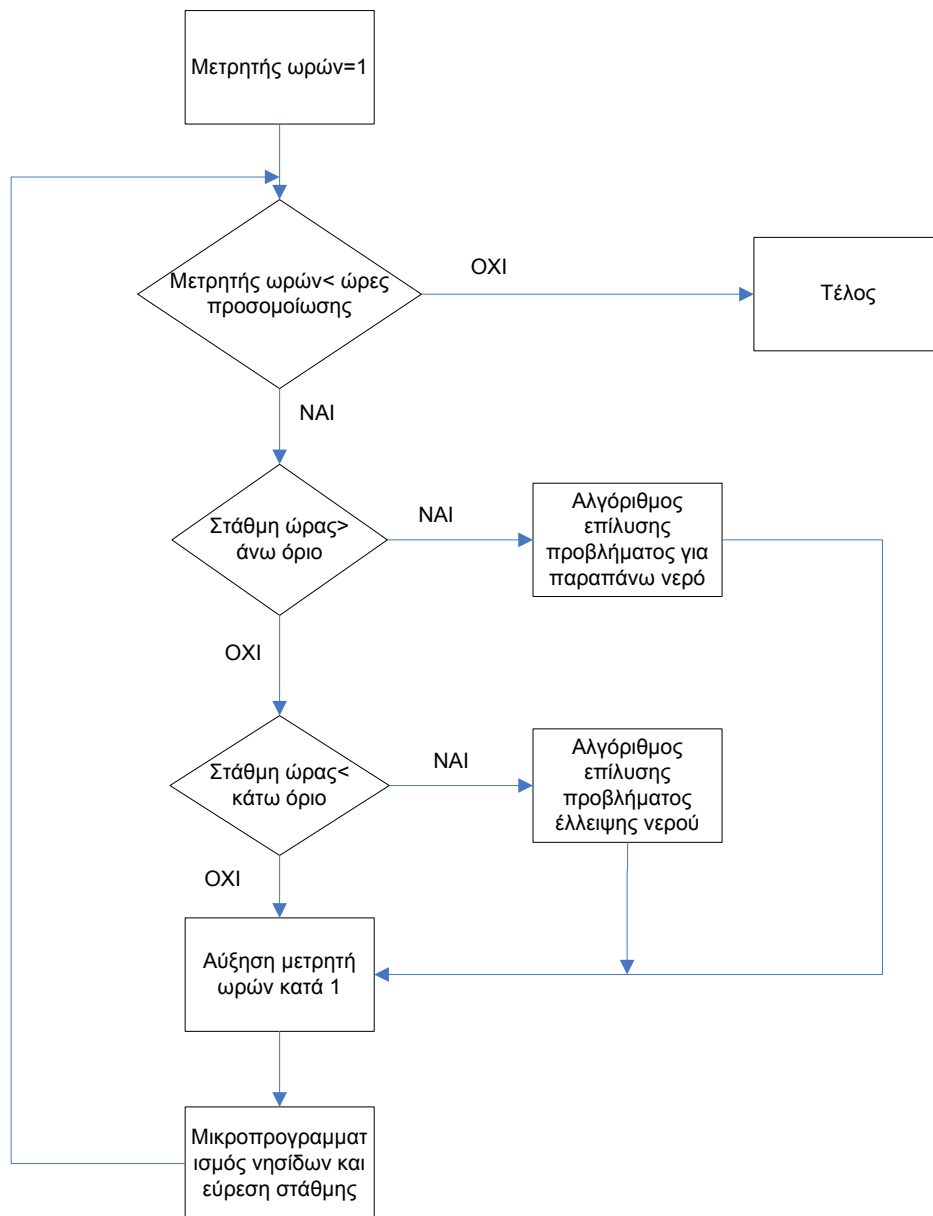 Μετρητής ωρών=1
Μετρητής ωρών< ώρες
προσομοίωσης
ΟΧΙ
Τέλος
ΝΑΙ
Στάθμη ώρας>
άνω όριο
ΝΑΙ
Αλγόριθμος
επίλυσης
προβλήματος για
παραπάνω νερό
ΟΧΙ
Στάθμη ώρας<
κάτω όριο
ΝΑΙ
Αλγόριθμος
επίλυσης
προβλήματος
έλλειψης νερού
ΟΧΙ
Αύξηση μετρητή
ωρών κατά 1
Μικροπρογραμματ
ισμός νησίδων και
εύρεση στάθμης